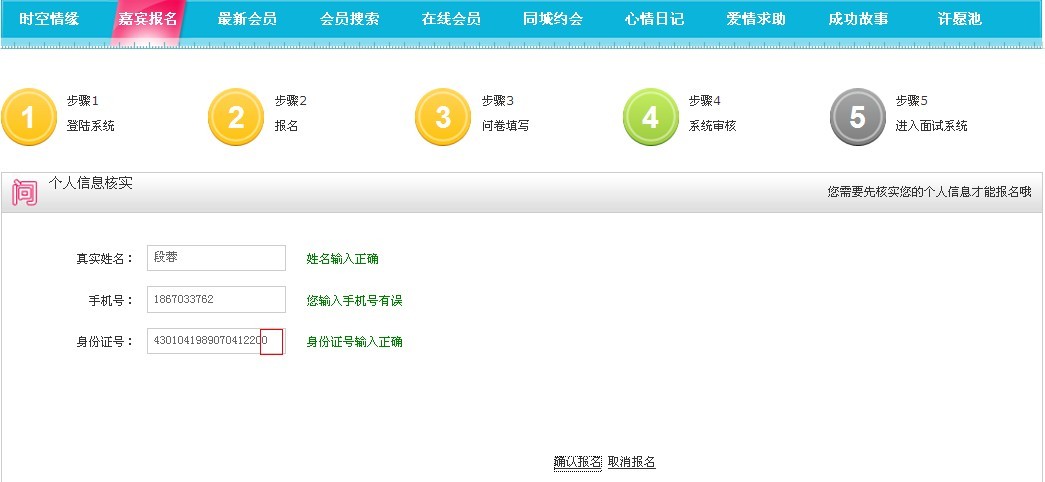 时空情缘 嘉宾报名 最新会员 会员搜索 在线会员 同城约会 心情日记 爱情求助 成功故事 许愿池
1 步骤1 2 步骤2 3 步骤3 4 步骤4 5 步骤5
登陆系统 报名 问卷填写 系统审核 进入面试系统
问 个人信息核实 您需要先核实您的个人信息才能报名哦
真实姓名： 段蓉 姓名输入正确
手机号： 1867033762 您输入手机号有误
身份证号： 4301041989070412200 身份证号输入正确
确认报名 取消报名